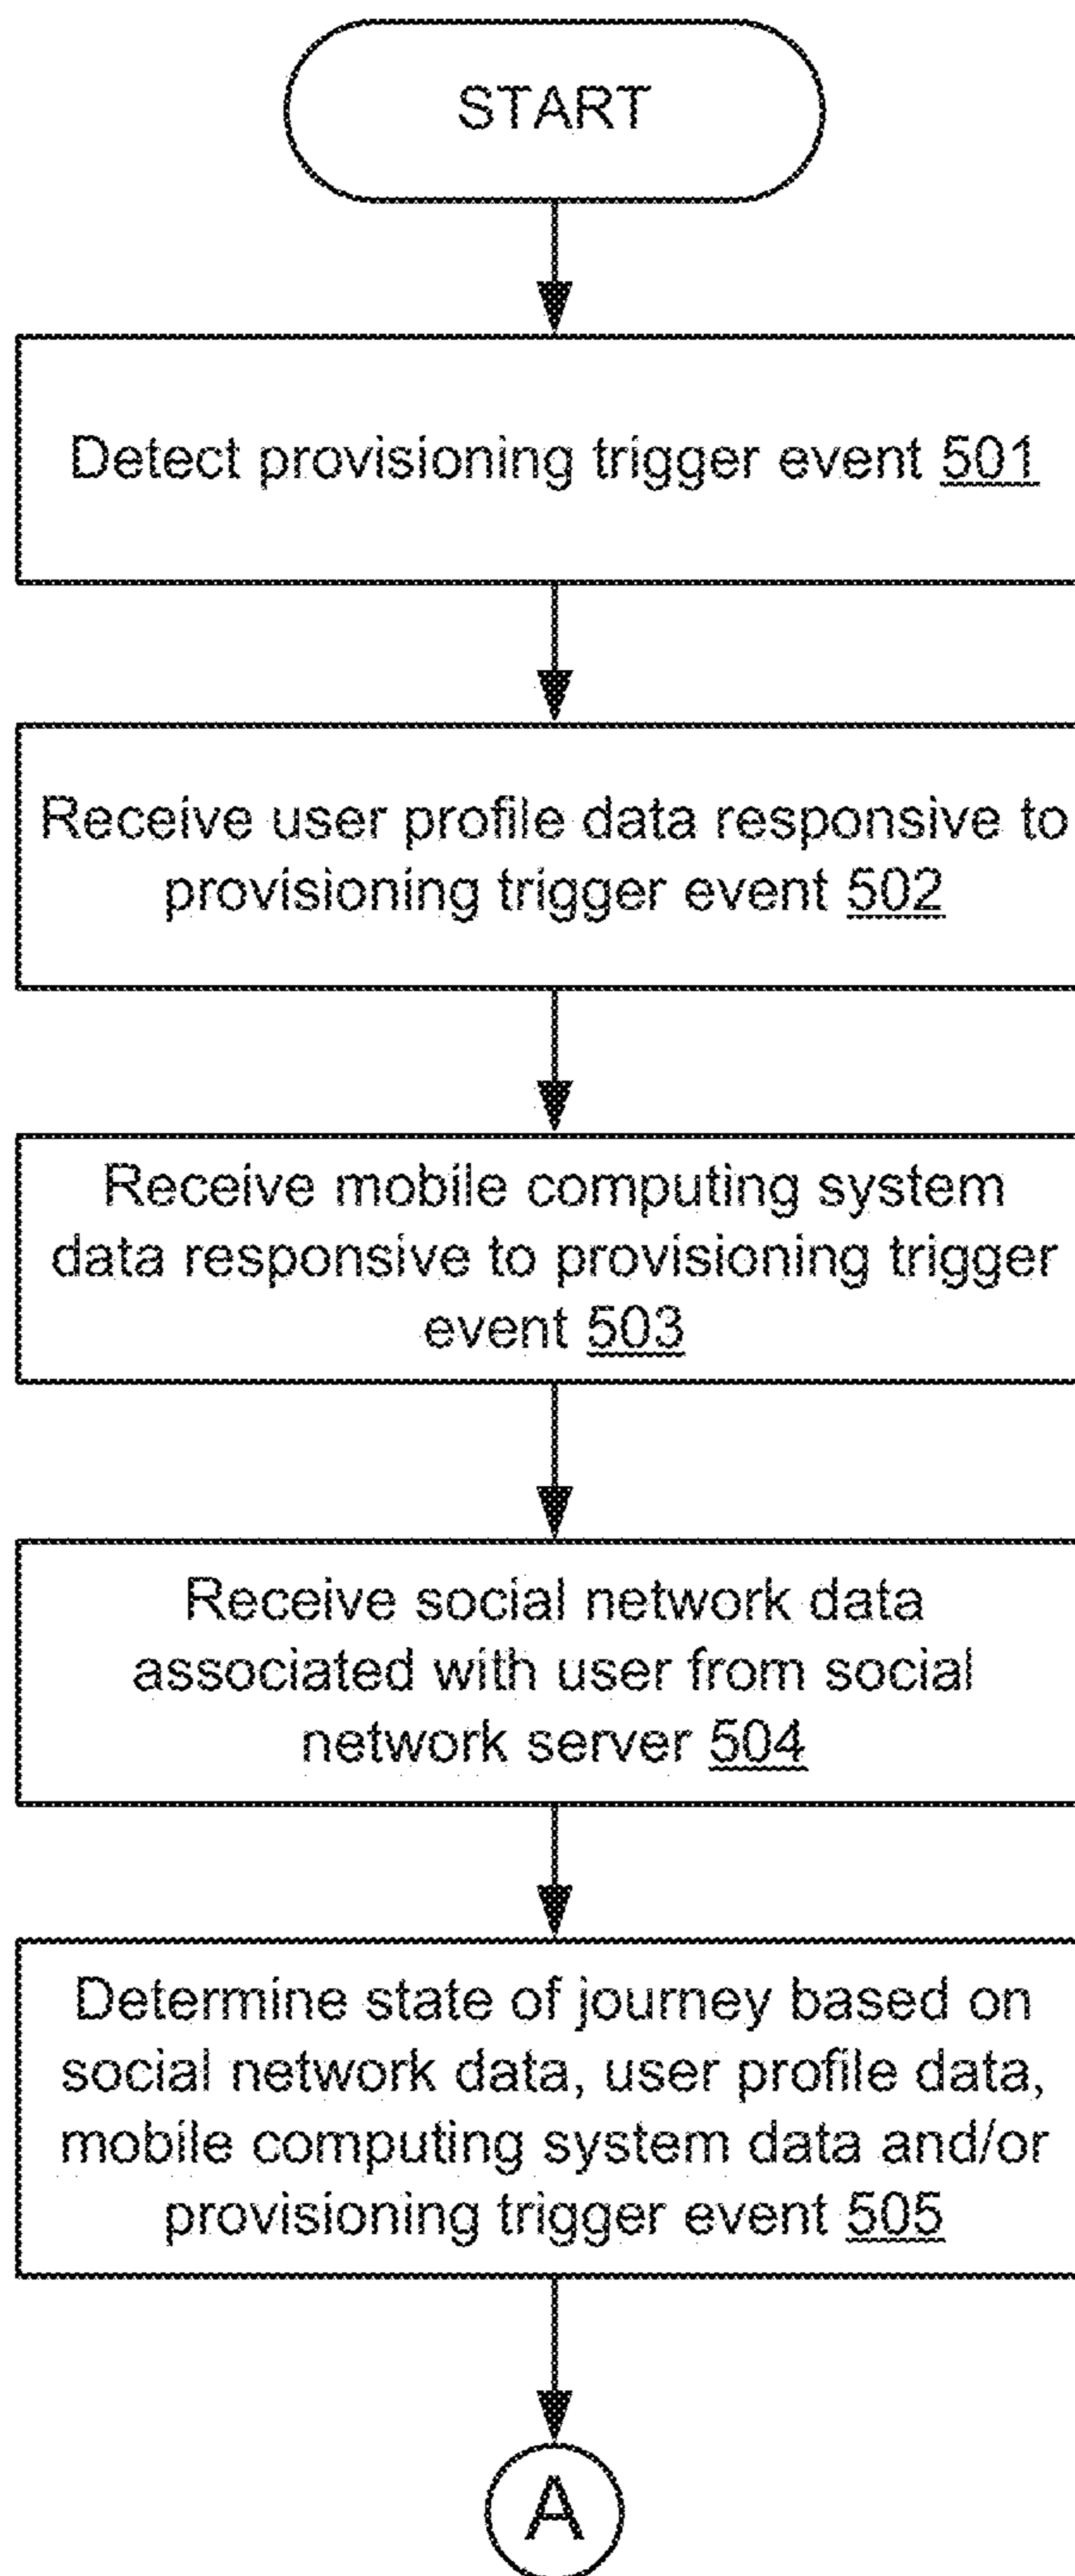 START
Detect provisioning trigger event 501
Receive user profile data responsive to
provisioning trigger event 502
Receive mobile computing system
data responsive to provisioning trigger
event 503
Receive social network data
associated with user from social
network server 504
Determine state of journey based on
social network data, user profile data,
mobile computing system data and/or
provisioning trigger event 505
A